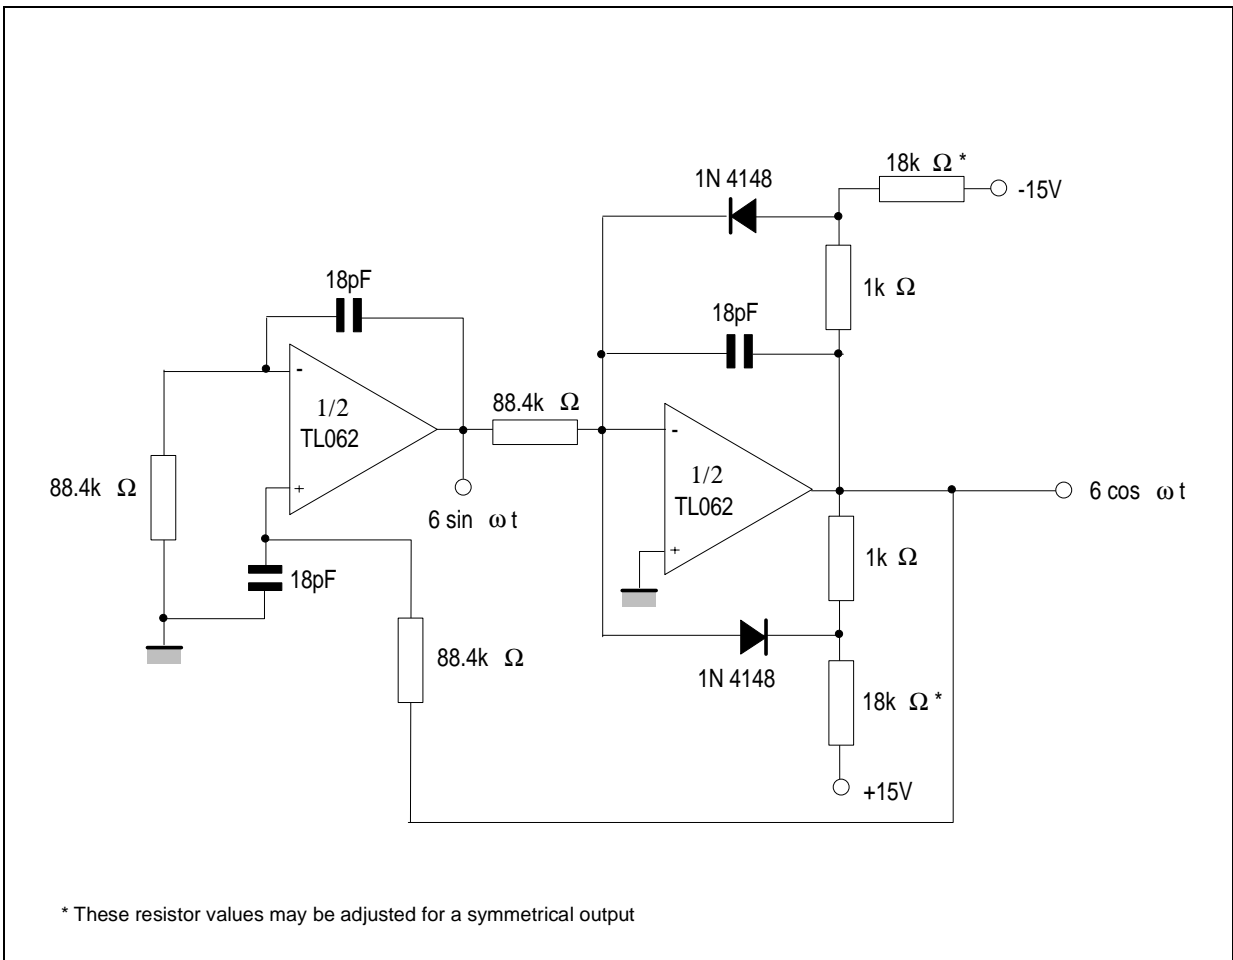 18k Ω *
1N 4148
-15V
18pF
1k Ω
18pF
88.4k Ω
-
1/2
TL062
+
-
1/2
TL062
+
88.4k Ω
6 sin ω t
6 cos ω t
1k Ω
18pF
88.4k Ω
1N 4148
18k Ω *
+15V
* These resistor values may be adjusted for a symmetrical output